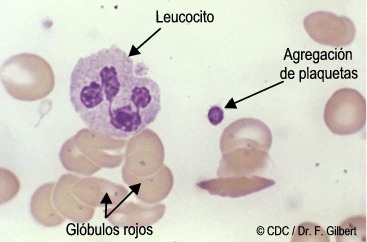 Leucocito
Agregación
de plaquetas
Glóbulos rojos
© CDC / Dr. F. Gilbert